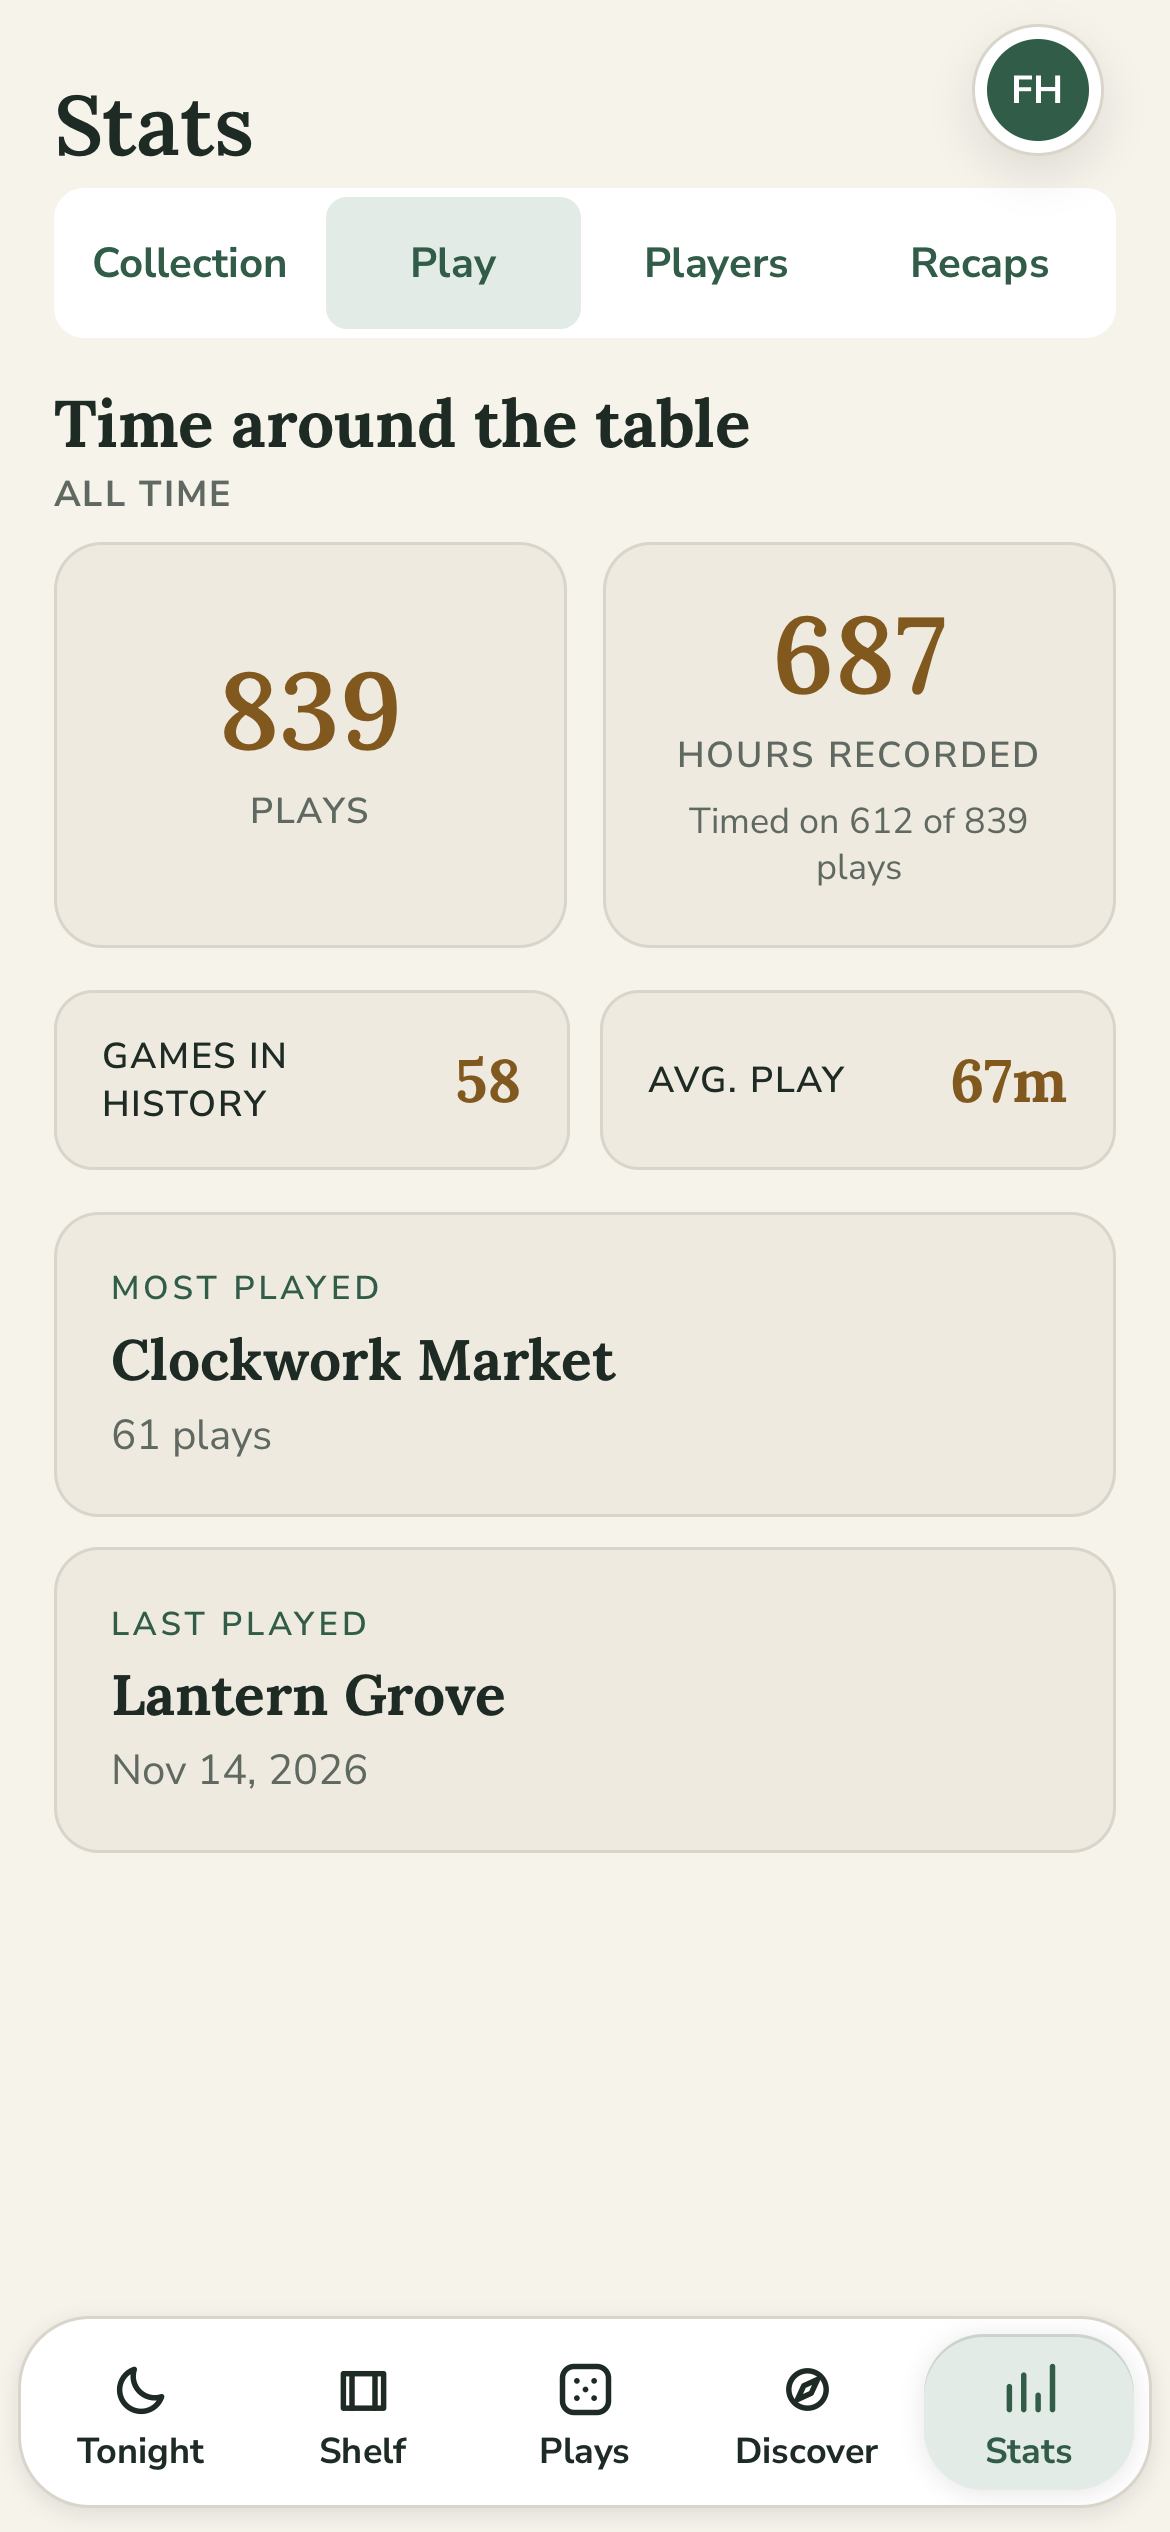 Stats
FH
Collection
Play
Players
Recaps
Time around the table
ALL TIME
839
PLAYS
687
HOURS RECORDED
Timed on 612 of 839
plays
GAMES IN
HISTORY
58
AVG. PLAY
67m
MOST PLAYED
Clockwork Market
61 plays
LAST PLAYED
Lantern Grove
Nov 14, 2026
Tonight
Shelf
Plays
Discover
Stats